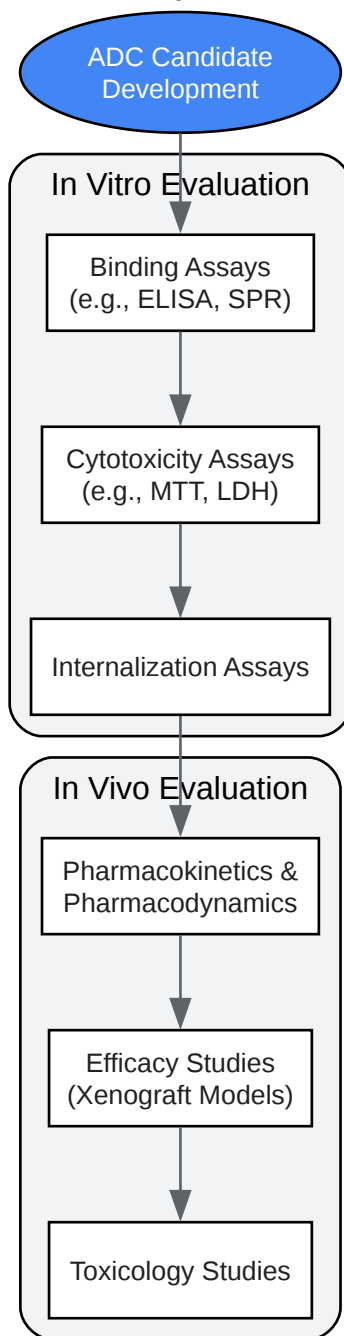 ADC Candidate
Development
In Vitro Evaluation
Binding Assays
(e.g., ELISA, SPR)
Cytotoxicity Assays
(e.g., MTT, LDH)
Internalization Assays
In Vivo Evaluation
Pharmacokinetics &
Pharmacodynamics
Efficacy Studies
(Xenograft Models)
Toxicology Studies